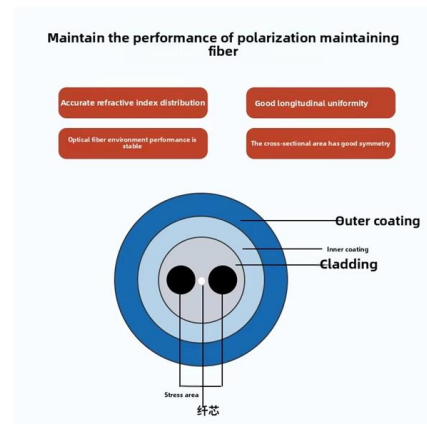 Maintain the performance of polarization maintaining
fiber
Accurate refractive index distribution
Good longitudinal uniformity
Optical fiber environment performance is
stable
The cross-sectional area has good symmetry
Outer coating
Inner coating
Cladding
Stress area
纤芯